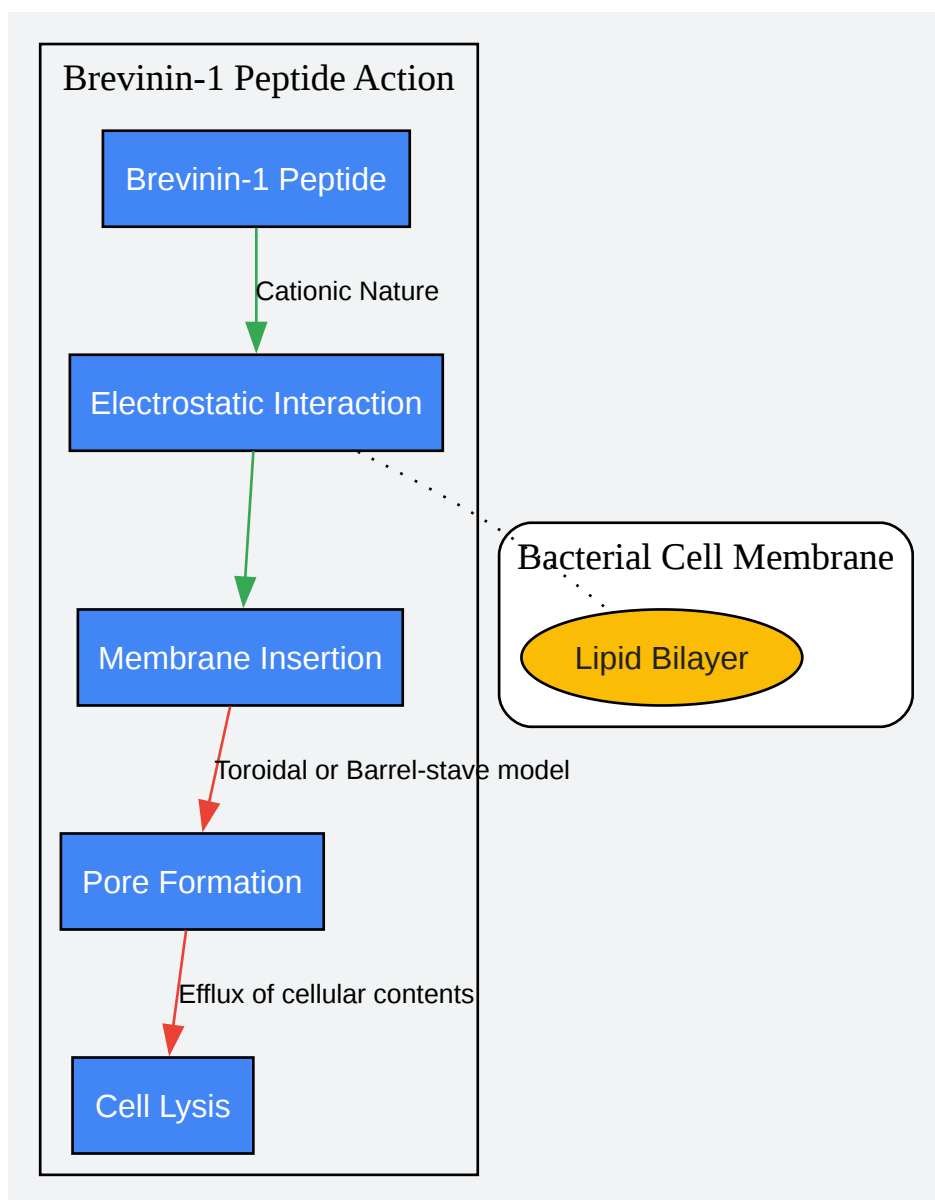 Brevinin-1 Peptide Action
Brevinin-1 Peptide
Cationic Nature
Electrostatic Interaction
Bacterial Cell Membrane
Lipid Bilayer
Membrane Insertion
Toroidal or Barrel-stave model
Pore Formation
Efflux of cellular contents
Cell Lysis